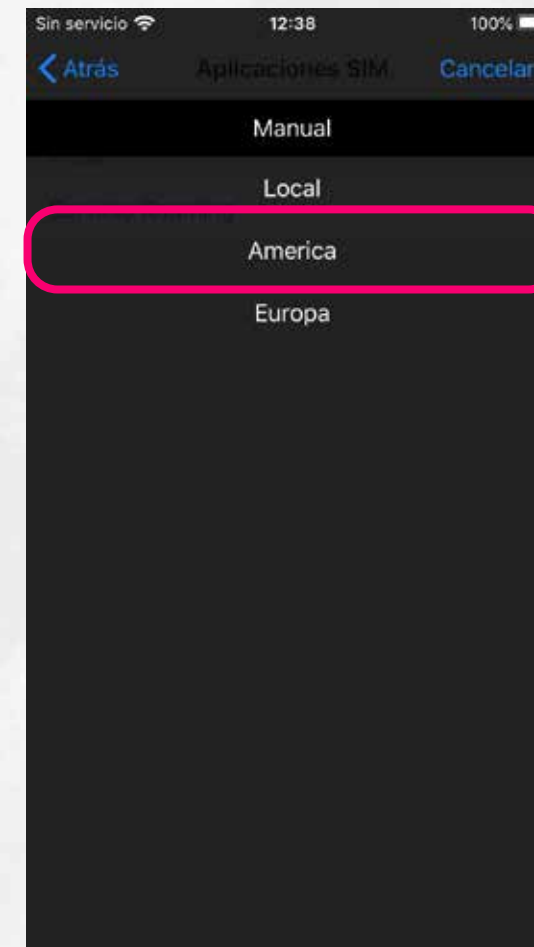 Sin servicio 12:38 100%
Atrás Aplicaciones SIM Cancelar
Manual
Local
America
Europa